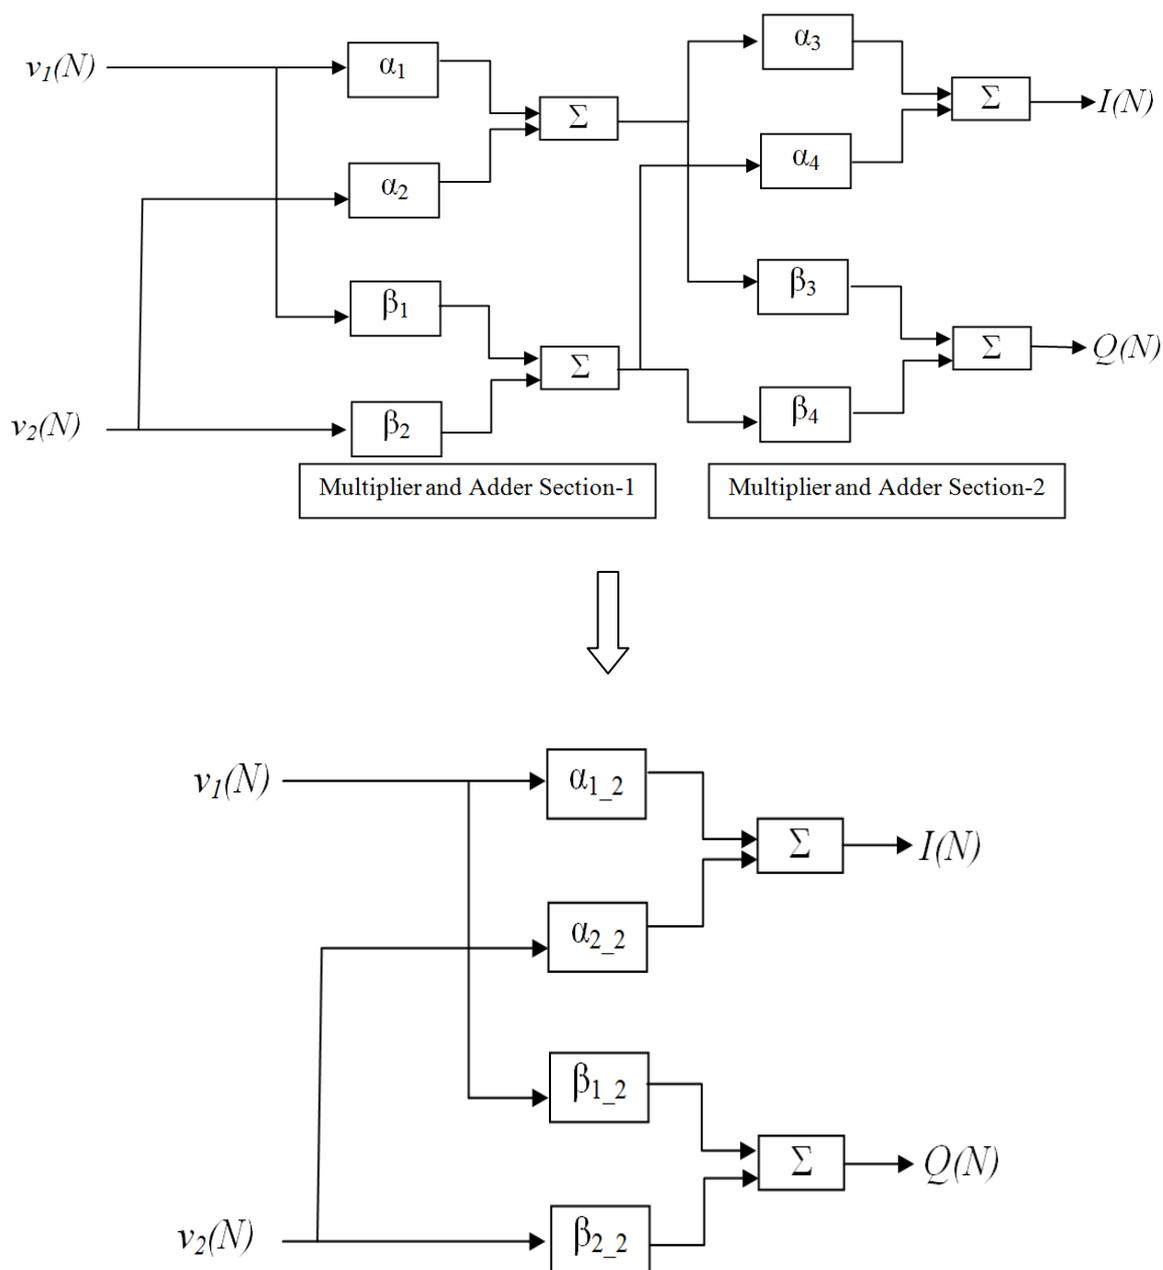 v₁(N)
α₁
α₂
Σ
β₁
β₂
Σ
v₂(N)
α₃
α₄
Σ
I(N)
β₃
β₄
Σ
Q(N)
Multiplier and Adder Section-1
Multiplier and Adder Section-2
v₁(N)
α₁_₂
α₂_₂
Σ
I(N)
β₁_₂
β₂_₂
Σ
Q(N)
v₂(N)